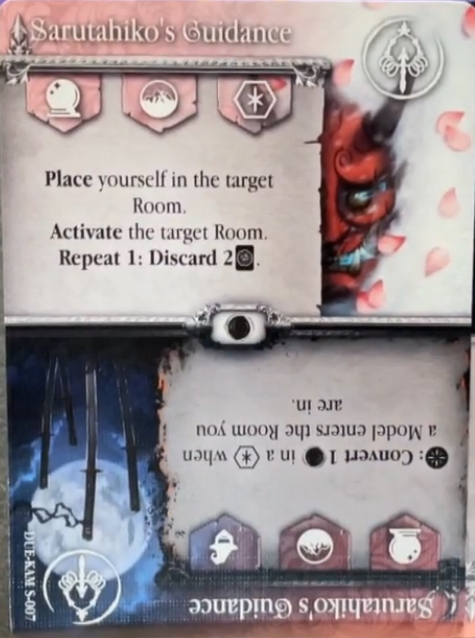 Sarutahiko's Guidance
Place yourself in the target
Room.
Activate the target Room.
Repeat 1: Discard 2 .
: Convert 1 in a when
a Model enters the Room you
are in.
Sarutahiko's Guidance
DUE-KAM S-007